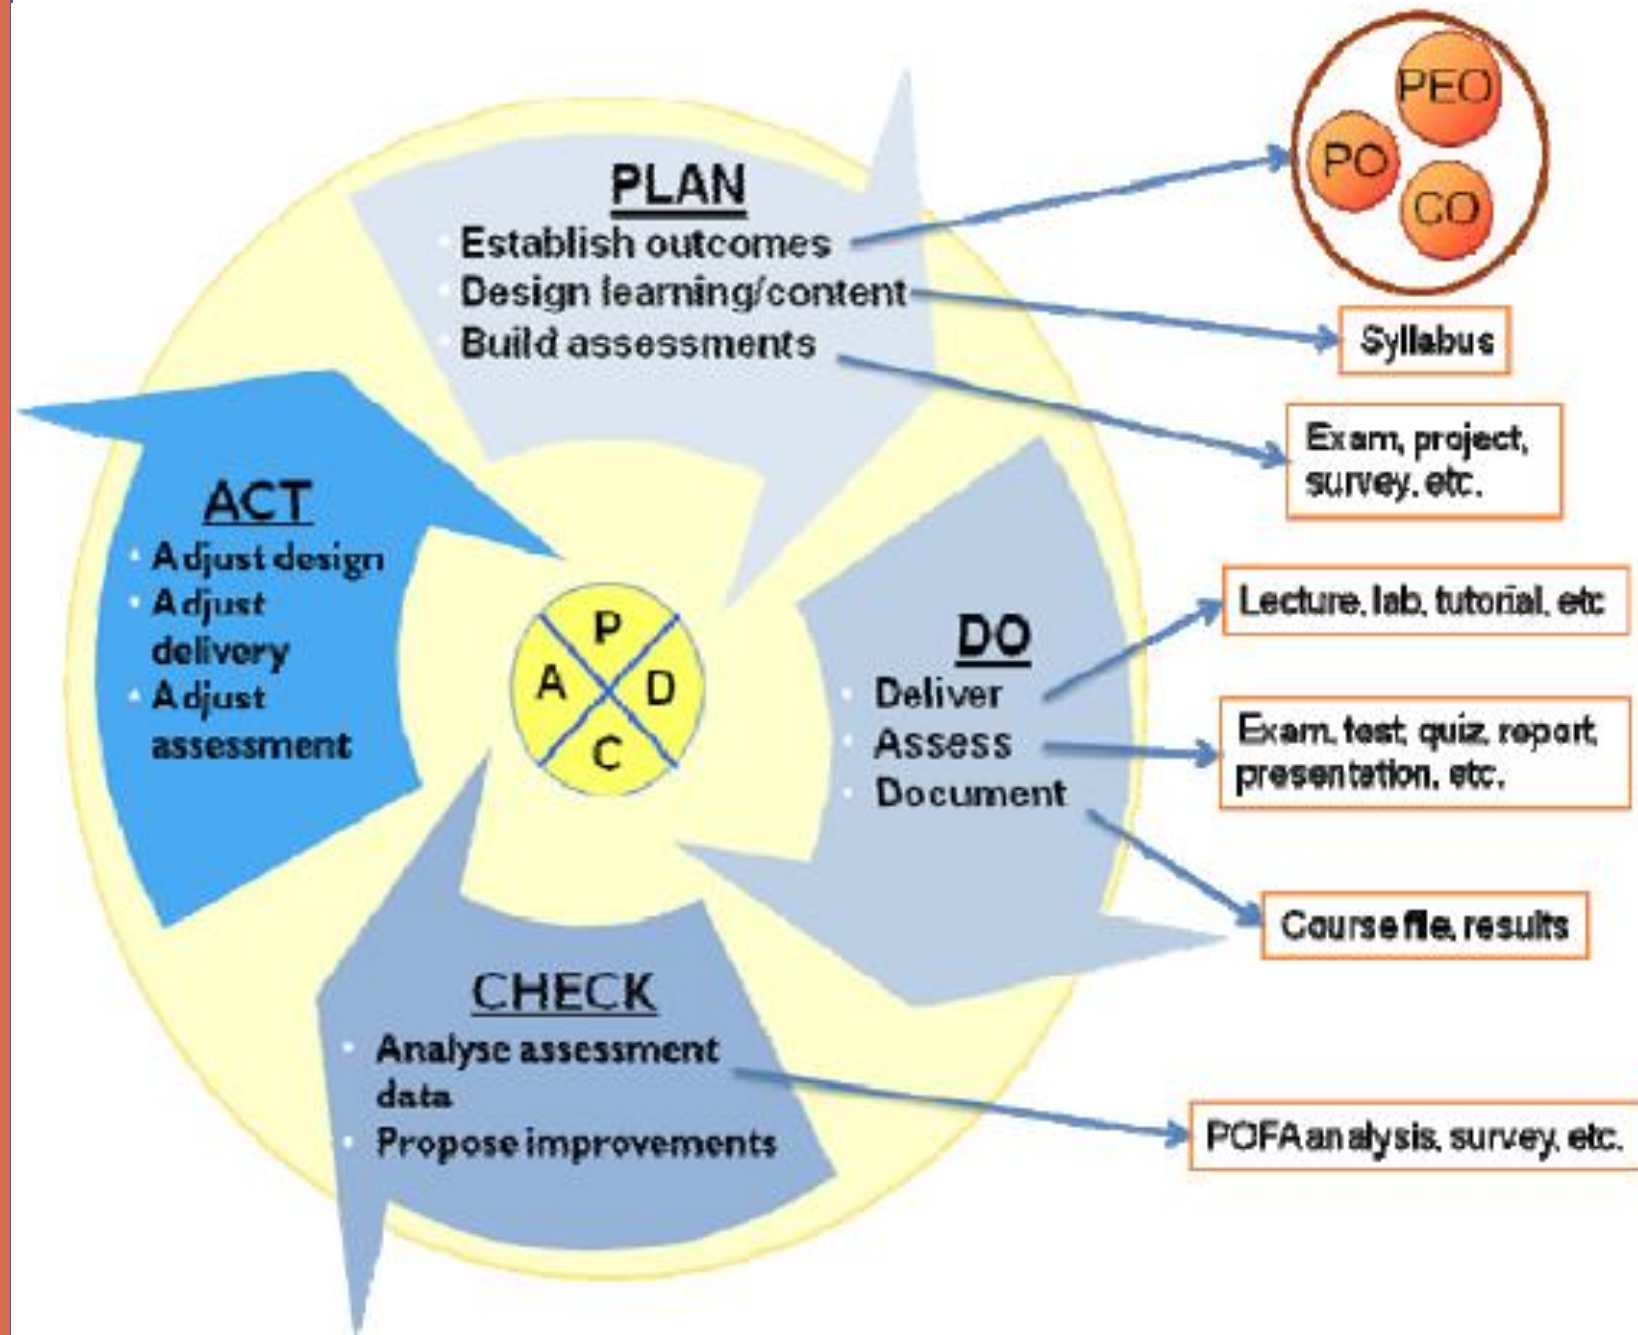 PLAN
Establish outcomes
Design learning/content
Build assessments
PEO
PO
CO
Syllabus
Exam, project,
survey, etc.
DO
Deliver
Assess
Document
Lecture, lab, tutorial, etc
Exam, test, quiz, report,
presentation, etc.
Course file, results
CHECK
Analyse assessment
data
Propose improvements
POFA analysis, survey, etc.
ACT
Adjust design
Adjust
delivery
Adjust
assessment
P
A
D
C